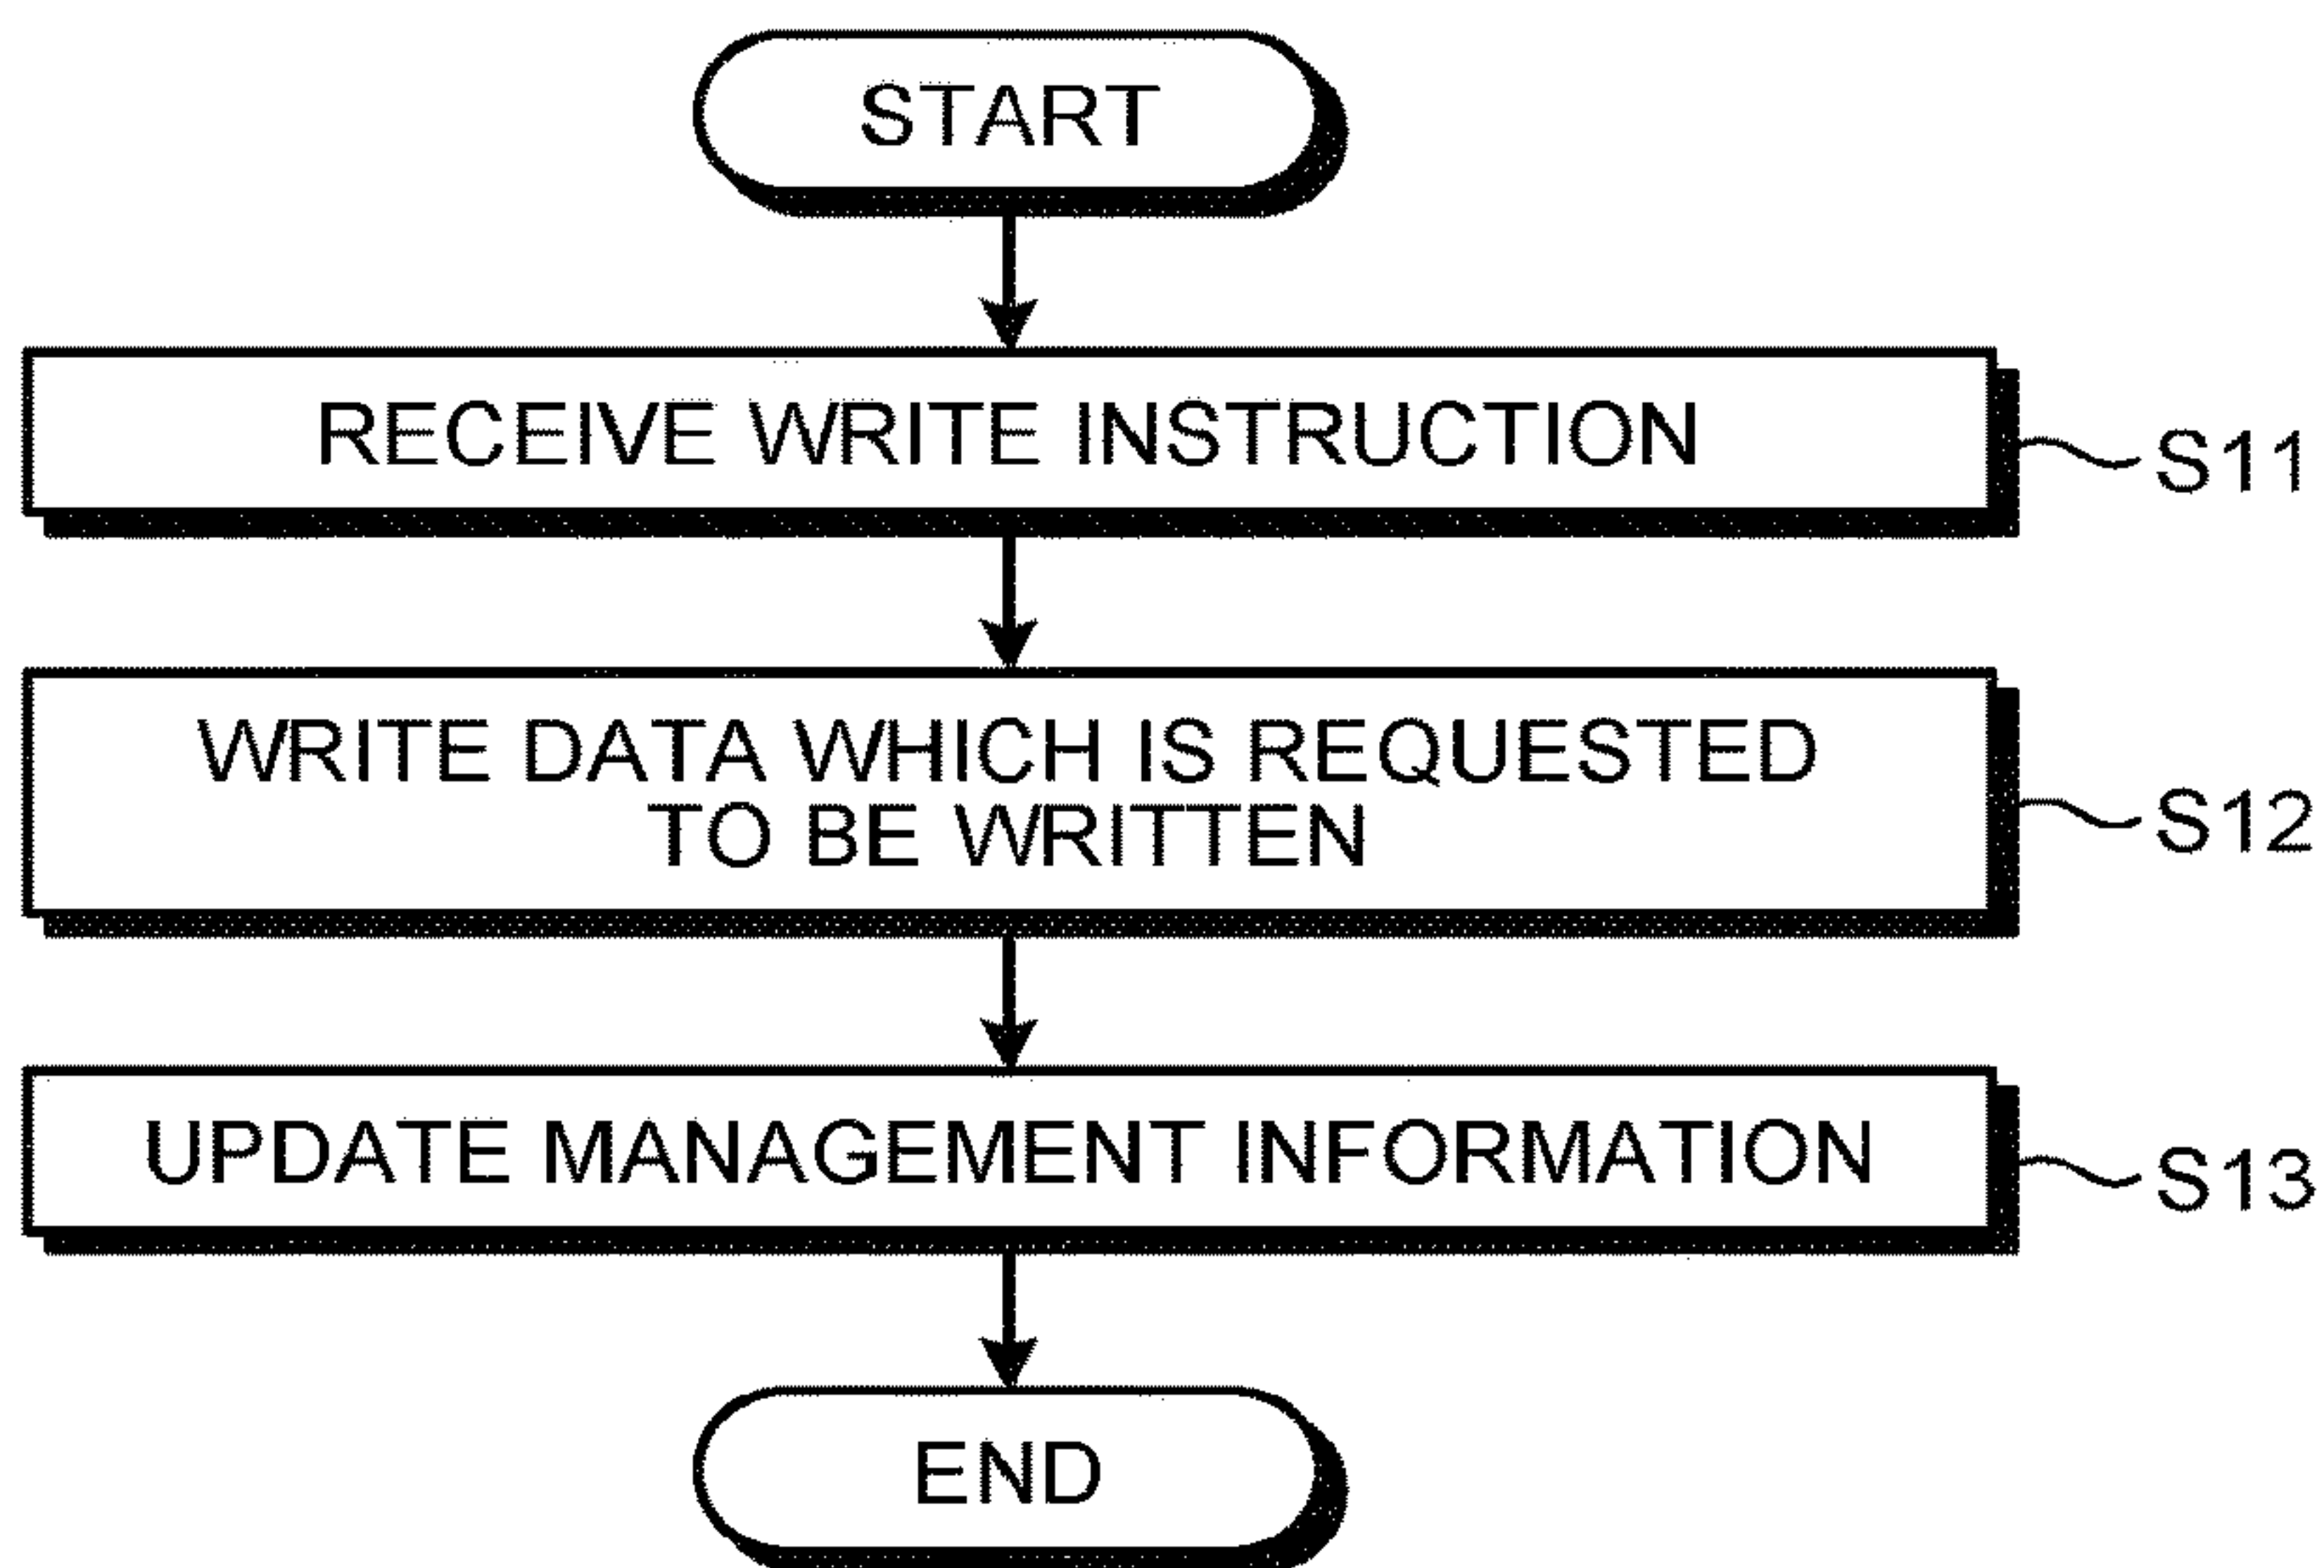 START
RECEIVE WRITE INSTRUCTION
S11
WRITE DATA WHICH IS REQUESTED
TO BE WRITTEN
S12
UPDATE MANAGEMENT INFORMATION
S13
END